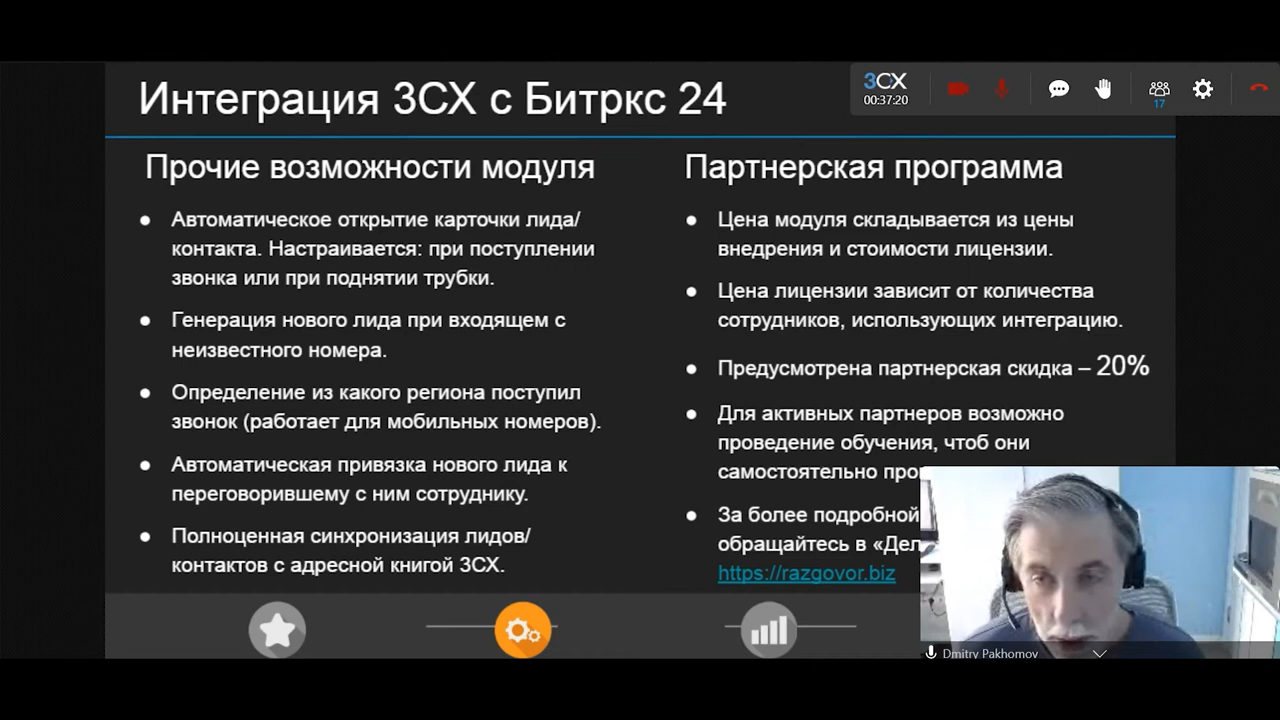 Интеграция 3CX с Битркс 24
3CX
00:37:20
17
Прочие возможности модуля
● Автоматическое открытие карточки лида/
контакта. Настраивается: при поступлении
звонка или при поднятии трубки.
● Генерация нового лида при входящем с
неизвестного номера.
● Определение из какого региона поступил
звонок (работает для мобильных номеров).
● Автоматическая привязка нового лида к
переговорившему с ним сотруднику.
● Полноценная синхронизация лидов/
контактов с адресной книгой 3CX.
Партнерская программа
● Цена модуля складывается из цены
внедрения и стоимости лицензии.
● Цена лицензии зависит от количества
сотрудников, использующих интеграцию.
● Предусмотрена партнерская скидка – 20%
● Для активных партнеров возможно
проведение обучения, чтоб они
самостоятельно
● За более подробной
обращайтесь в
https://razgovor.biz
Dmitry Pakhomov